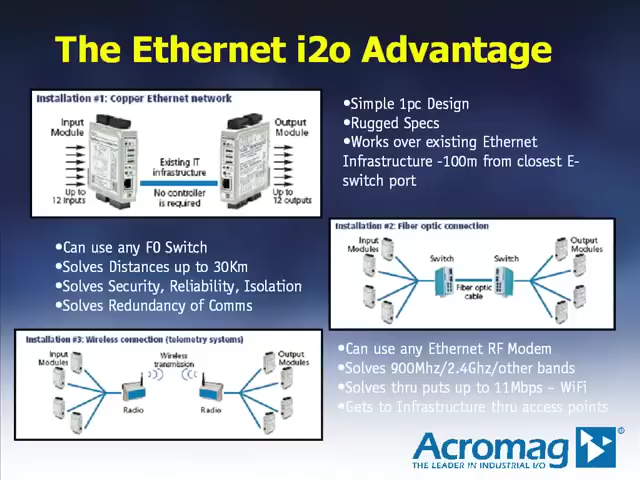 The Ethernet i2o Advantage
Installation #1: Copper Ethernet network
Input
Module
Output
Module
Existing IT
infrastructure
No controller
is required
Up to
12 inputs
Up to
12 outputs
•Simple 1pc Design
•Rugged Specs
•Works over existing Ethernet
Infrastructure -100m from closest E-
switch port
•Can use any FO Switch
•Solves Distances up to 30Km
•Solves Security, Reliability, Isolation
•Solves Redundancy of Comms
Installation #2: Fiber optic connection
Input
Modules
Output
Modules
Switch
Switch
Fiber optic
cable
Installation #3: Wireless connection (telemetry systems)
Input
Modules
Wireless
transmission
Output
Modules
Radio
Radio
•Can use any Ethernet RF Modem
•Solves 900Mhz/2.4Ghz/other bands
•Solves thru puts up to 11Mbps – WiFi
•Gets to Infrastructure thru access points
Acromag®
THE LEADER IN INDUSTRIAL I/O